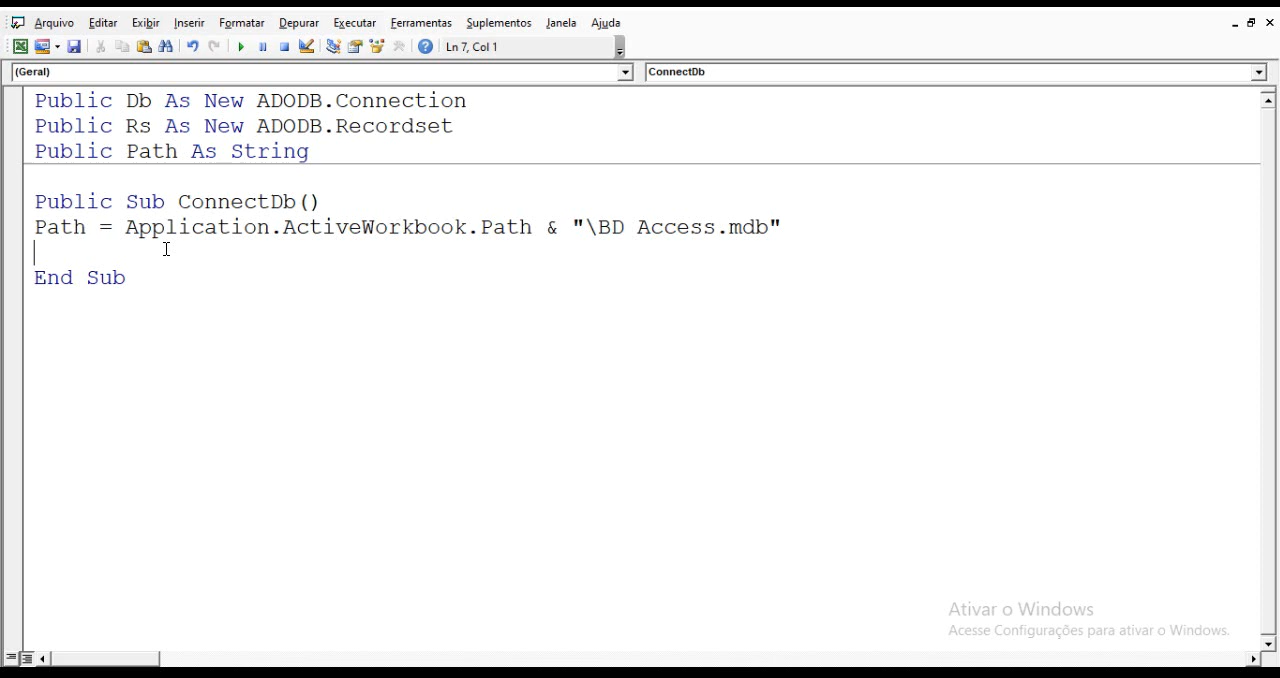 Arquivo Editar Exibir Inserir Formatar Depurar Executar Ferramentas Suplementos Janela Ajuda
Ln 7, Col 1
(Geral) ConnectDb
Public Db As New ADODB.Connection
Public Rs As New ADODB.Recordset
Public Path As String
Public Sub ConnectDb()
Path = Application.ActiveWorkbook.Path & "\BD Access.mdb"
End Sub
Ativar o Windows
Acesse Configurações para ativar o Windows.